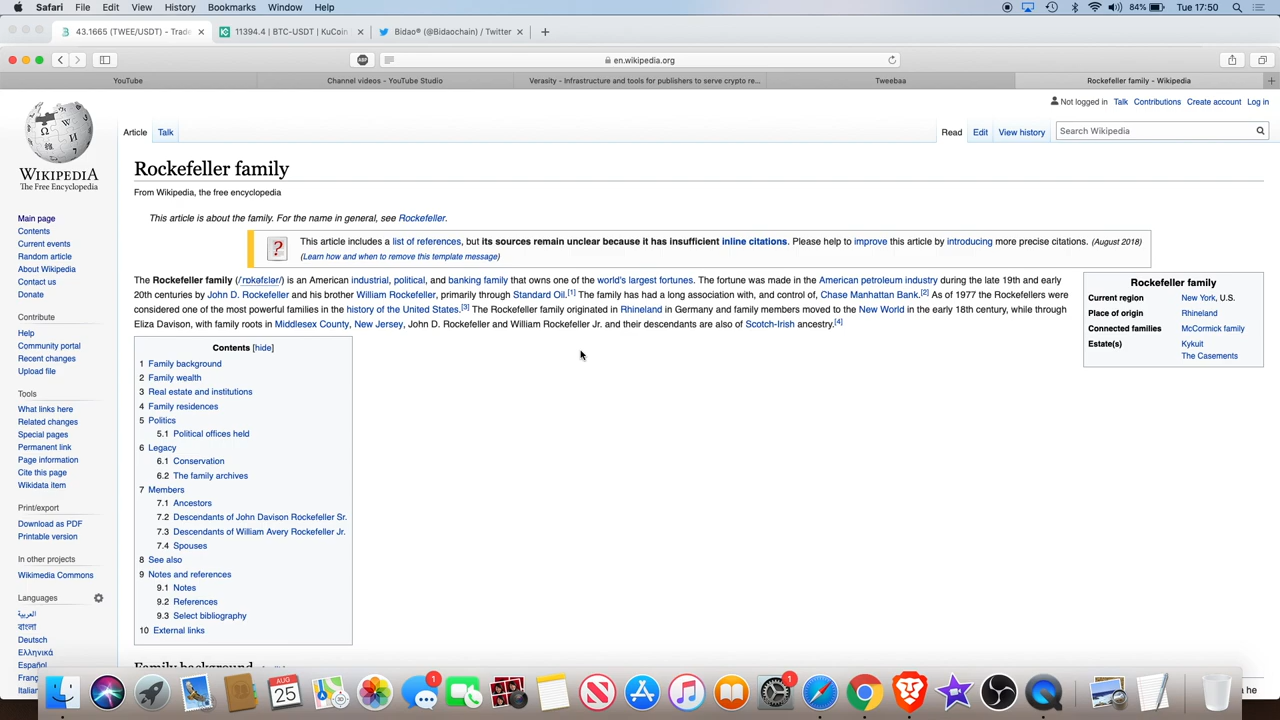 Safari File Edit View History Bookmarks Window Help 84% Tue 17:50
43.1665 (TWEE/USDT) - Trade × 11394.4 | BTC-USDT | KuCoin × Bidao® (@Bidaochain) / Twitter × +
en.wikipedia.org
YouTube Channel videos - YouTube Studio Verasity - Infrastructure and tools for publishers to serve crypto re... Tweebaa Rockefeller family - Wikipedia +
Not logged in Talk Contributions Create account Log in
Article Talk Read Edit View history Search Wikipedia
WIKIPEDIA
The Free Encyclopedia
Rockefeller family
From Wikipedia, the free encyclopedia
This article is about the family. For the name in general, see Rockefeller.
This article includes a list of references, but its sources remain unclear because it has insufficient inline citations. Please help to improve this article by introducing more precise citations. (August 2018)
(Learn how and when to remove this template message)
The Rockefeller family (/ˈrɒkəfɛlər/) is an American industrial, political, and banking family that owns one of the world's largest fortunes. The fortune was made in the American petroleum industry during the late 19th and early
20th centuries by John D. Rockefeller and his brother William Rockefeller, primarily through Standard Oil.[1] The family has had a long association with, and control of, Chase Manhattan Bank.[2] As of 1977 the Rockefellers were
considered one of the most powerful families in the history of the United States.[3] The Rockefeller family originated in Rhineland in Germany and family members moved to the New World in the early 18th century, while through
Eliza Davison, with family roots in Middlesex County, New Jersey, John D. Rockefeller and William Rockefeller Jr. and their descendants are also of Scotch-Irish ancestry.[4]
Rockefeller family
Current region New York, U.S.
Place of origin Rhineland
Connected families McCormick family
Estate(s) Kykuit
The Casements
Contents [hide]
1 Family background
2 Family wealth
3 Real estate and institutions
4 Family residences
5 Politics
5.1 Political offices held
6 Legacy
6.1 Conservation
6.2 The family archives
7 Members
7.1 Ancestors
7.2 Descendants of John Davison Rockefeller Sr.
7.3 Descendants of William Avery Rockefeller Jr.
7.4 Spouses
8 See also
9 Notes and references
9.1 Notes
9.2 References
9.3 Select bibliography
10 External links
Main page
Contents
Current events
Random article
About Wikipedia
Contact us
Donate
Contribute
Help
Community portal
Recent changes
Upload file
Tools
What links here
Related changes
Special pages
Permanent link
Page information
Cite this page
Wikidata item
Print/export
Download as PDF
Printable version
In other projects
Wikimedia Commons
Languages
العربية
বাংলা
Deutsch
Ελληνικά
Español
Italian
AUG
25
1
1
he